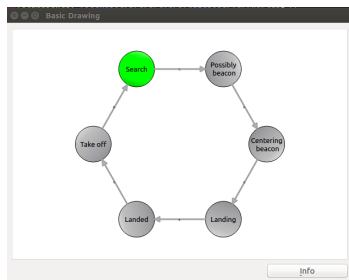 Basic Drawing
Search
Possibly
beacon
Take off
Centering
beacon
Landed
Landing
Info